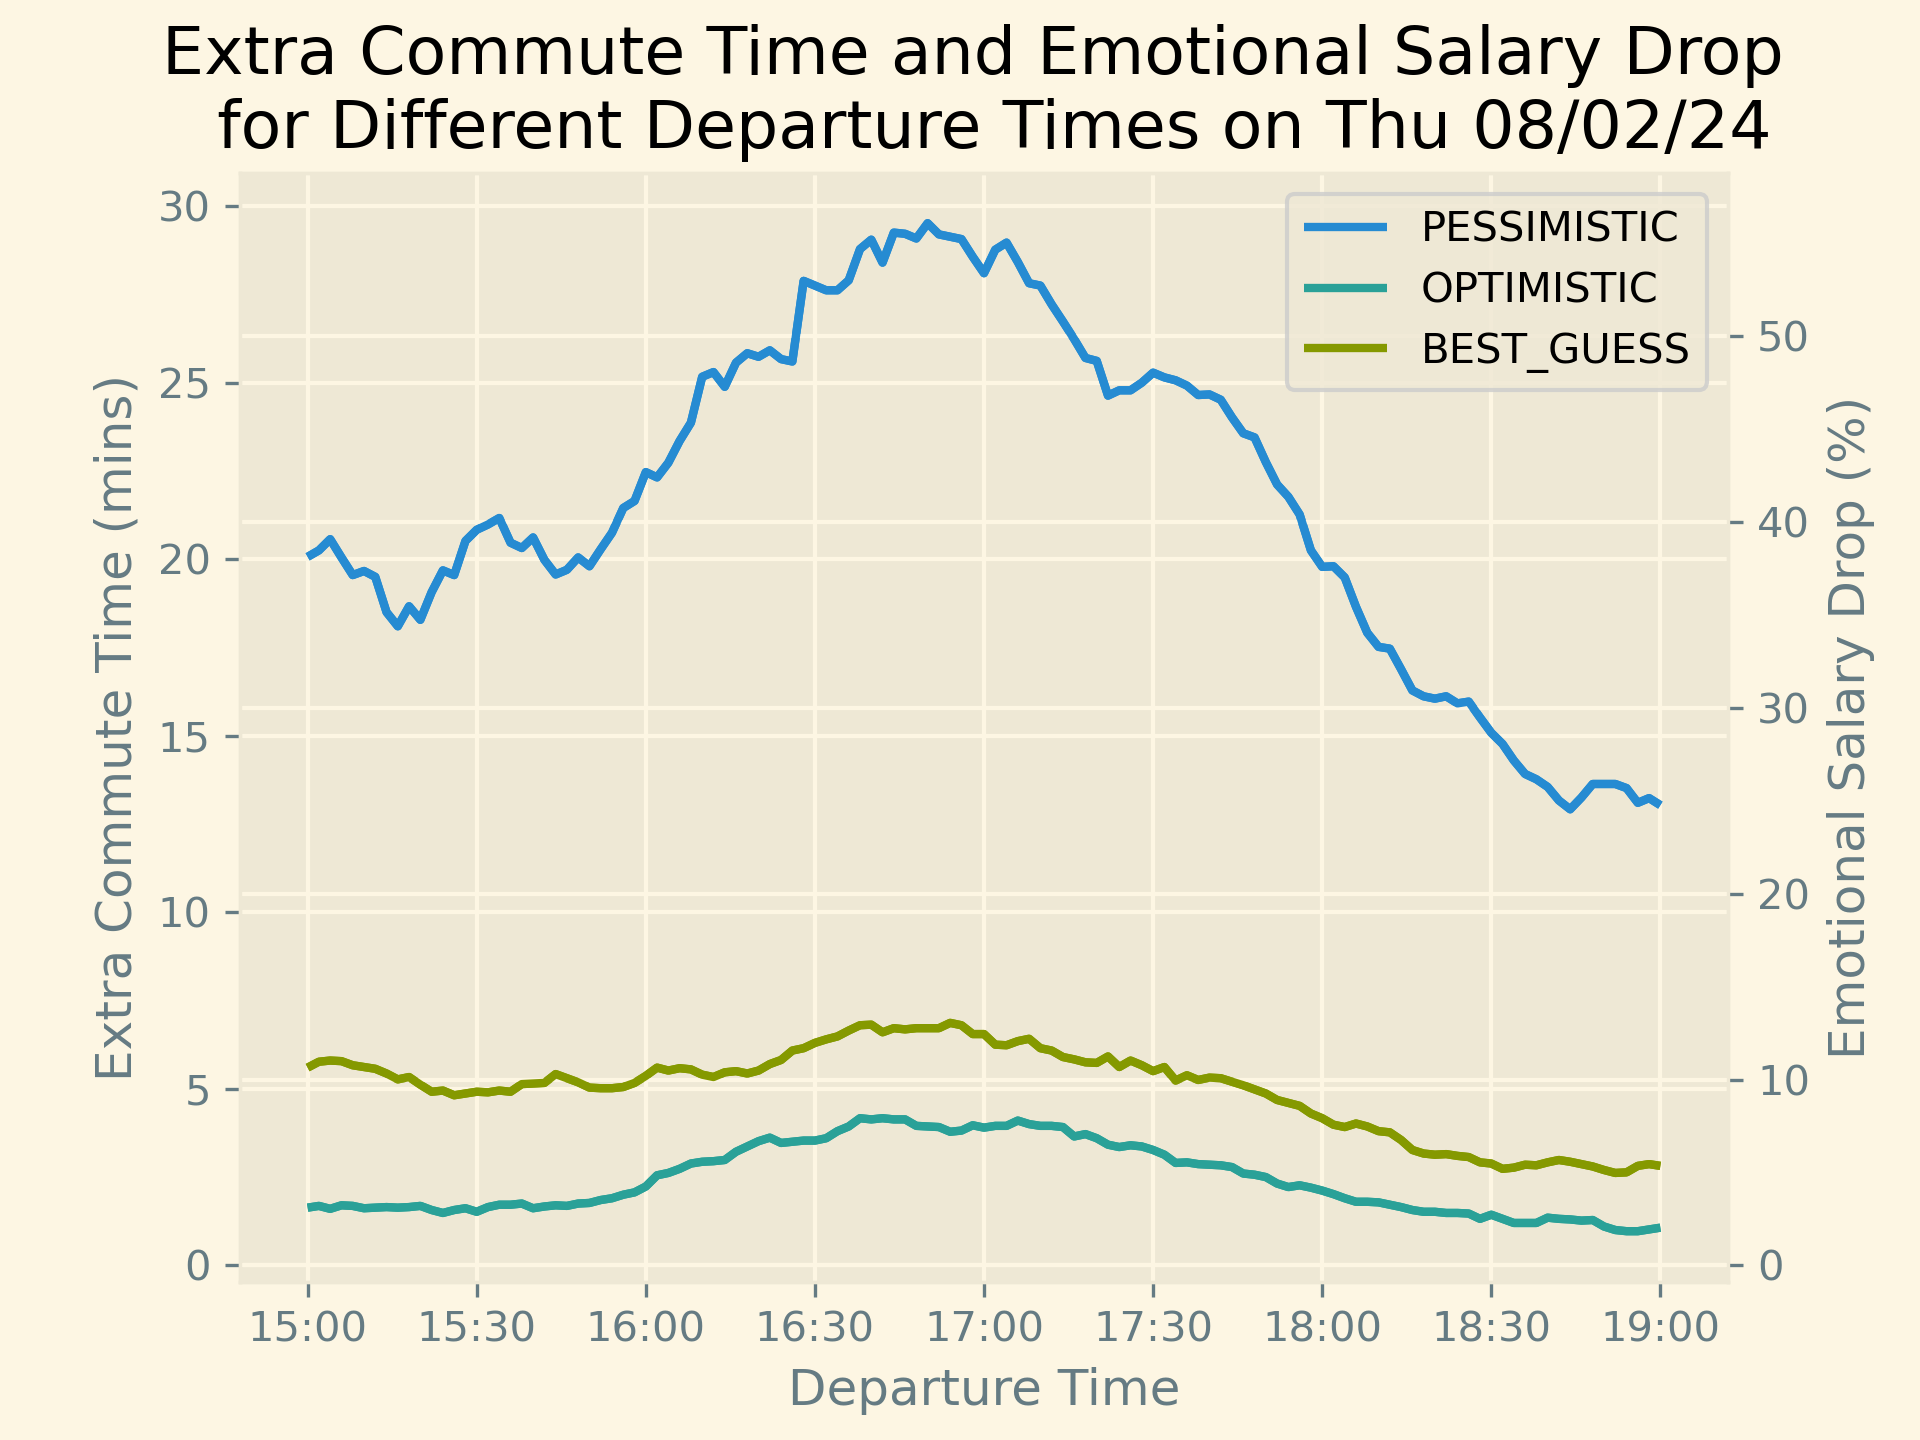 Extra Commute Time and Emotional Salary Drop
for Different Departure Times on Thu 08/02/24
PESSIMISTIC
OPTIMISTIC
BEST_GUESS
Extra Commute Time (mins)
30
25
20
15
10
5
0
Emotional Salary Drop (%)
50
40
30
20
10
0
15:00 15:30 16:00 16:30 17:00 17:30 18:00 18:30 19:00
Departure Time